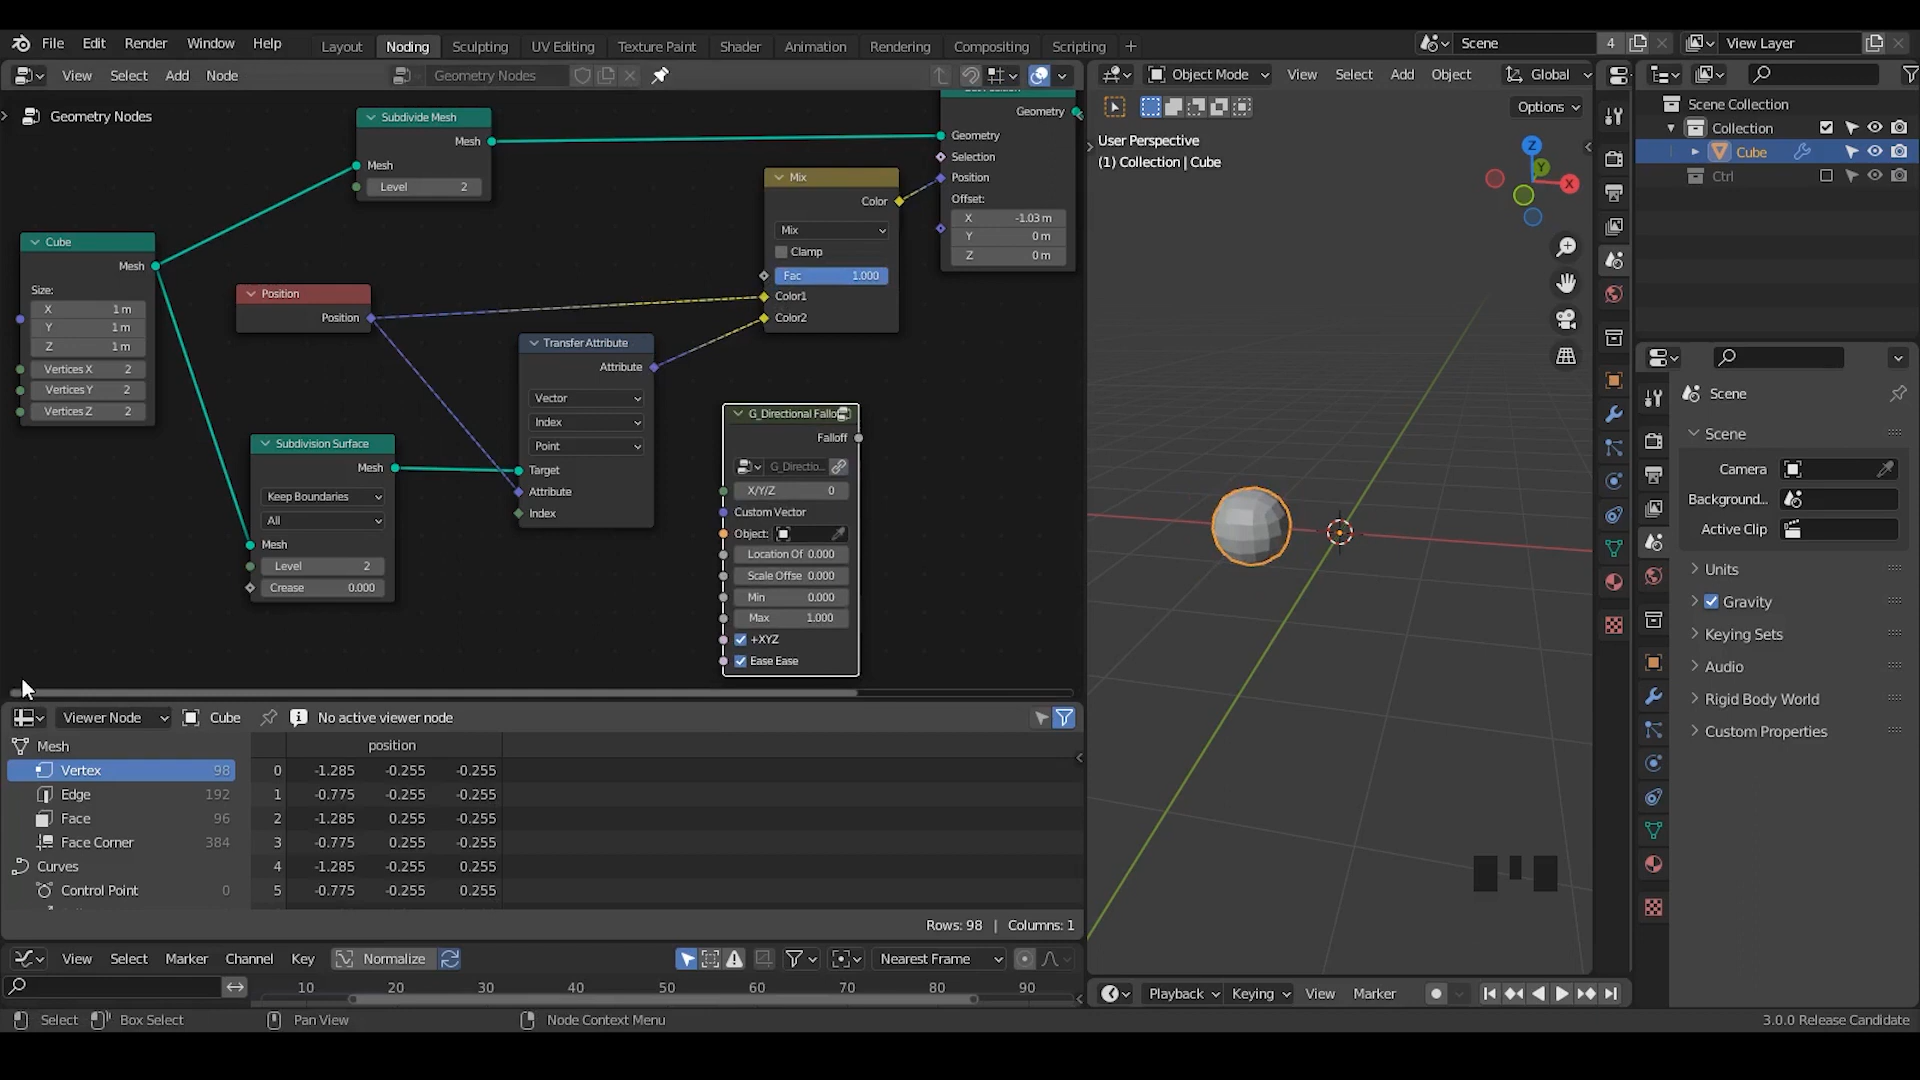 File Edit Render Window Help Layout Noding Sculpting UV Editing Texture Paint Shader Animation Rendering Compositing Scripting + Scene 4 View Layer
View Select Add Node Geometry Nodes Object Mode View Select Add Object Global
Options
Geometry Nodes
Subdivide Mesh
Mesh
Mesh
Level 2
Geometry
Geometry
Selection
Position
Offset:
X -1.03 m
Y 0 m
Z 0 m
Mix
Color
Mix
Clamp
Fac 1.000
Color1
Color2
Cube
Mesh
Size:
X 1 m
Y 1 m
Z 1 m
Vertices X 2
Vertices Y 2
Vertices Z 2
Position
Position
Transfer Attribute
Attribute
Vector
Index
Point
Target
Attribute
Index
Subdivision Surface
Mesh
Keep Boundaries
All
Mesh
Level 2
Crease 0.000
G_Directional Fallo
Falloff
G_Directio...
X/Y/Z 0
Custom Vector
Object:
Location Of 0.000
Scale Offse 0.000
Min 0.000
Max 1.000
+XYZ
Ease Ease
User Perspective
(1) Collection | Cube
Z
Y
X
Scene Collection
Collection
Cube
Ctrl
Scene
Scene
Camera
Background...
Active Clip
Units
Gravity
Keying Sets
Audio
Rigid Body World
Custom Properties
Viewer Node Cube No active viewer node
Mesh
Vertex 98
Edge 192
Face 96
Face Corner 384
Curves
Control Point 0
position
0 -1.285 -0.255 -0.255
1 -0.775 -0.255 -0.255
2 -1.285 0.255 -0.255
3 -0.775 0.255 -0.255
4 -1.285 -0.255 0.255
5 -0.775 -0.255 0.255
Rows: 98 | Columns: 1
View Select Marker Channel Key Normalize Nearest Frame
10 20 30 40 50 60 70 80 90
Playback Keying View Marker
Select Box Select Pan View Node Context Menu 3.0.0 Release Candidate